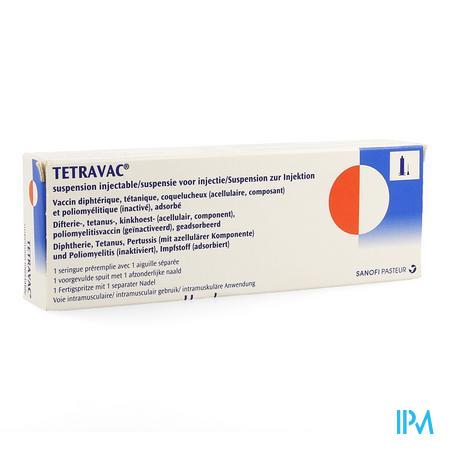 TETRAVAC®
suspension injectable/suspensie voor injectie/Suspension zur Injektion
Vaccin diphtérique, tétanique, coquelucheux (acellulaire, composant)
et poliomyélitique (inactivé), adsorbé
Difterie-, tetanus-, kinkhoest- (acellulair, component),
poliomyelitisvaccin (geïnactiveerd), geadsorbeerd
Diphtherie, Tetanus, Pertussis (mit azellulärer Komponente)
und Poliomyelitis (inaktiviert), Impfstoff (adsorbiert)
1 seringue préremplie avec 1 aiguille séparée
1 voorgevulde spuit met 1 afzonderlijke naald
1 Fertigspritze mit 1 separater Nadel
Voie intramusculaire/ intramusculair gebruik/ intramuskuläre Anwendung
SANOFI PASTEUR
IPM